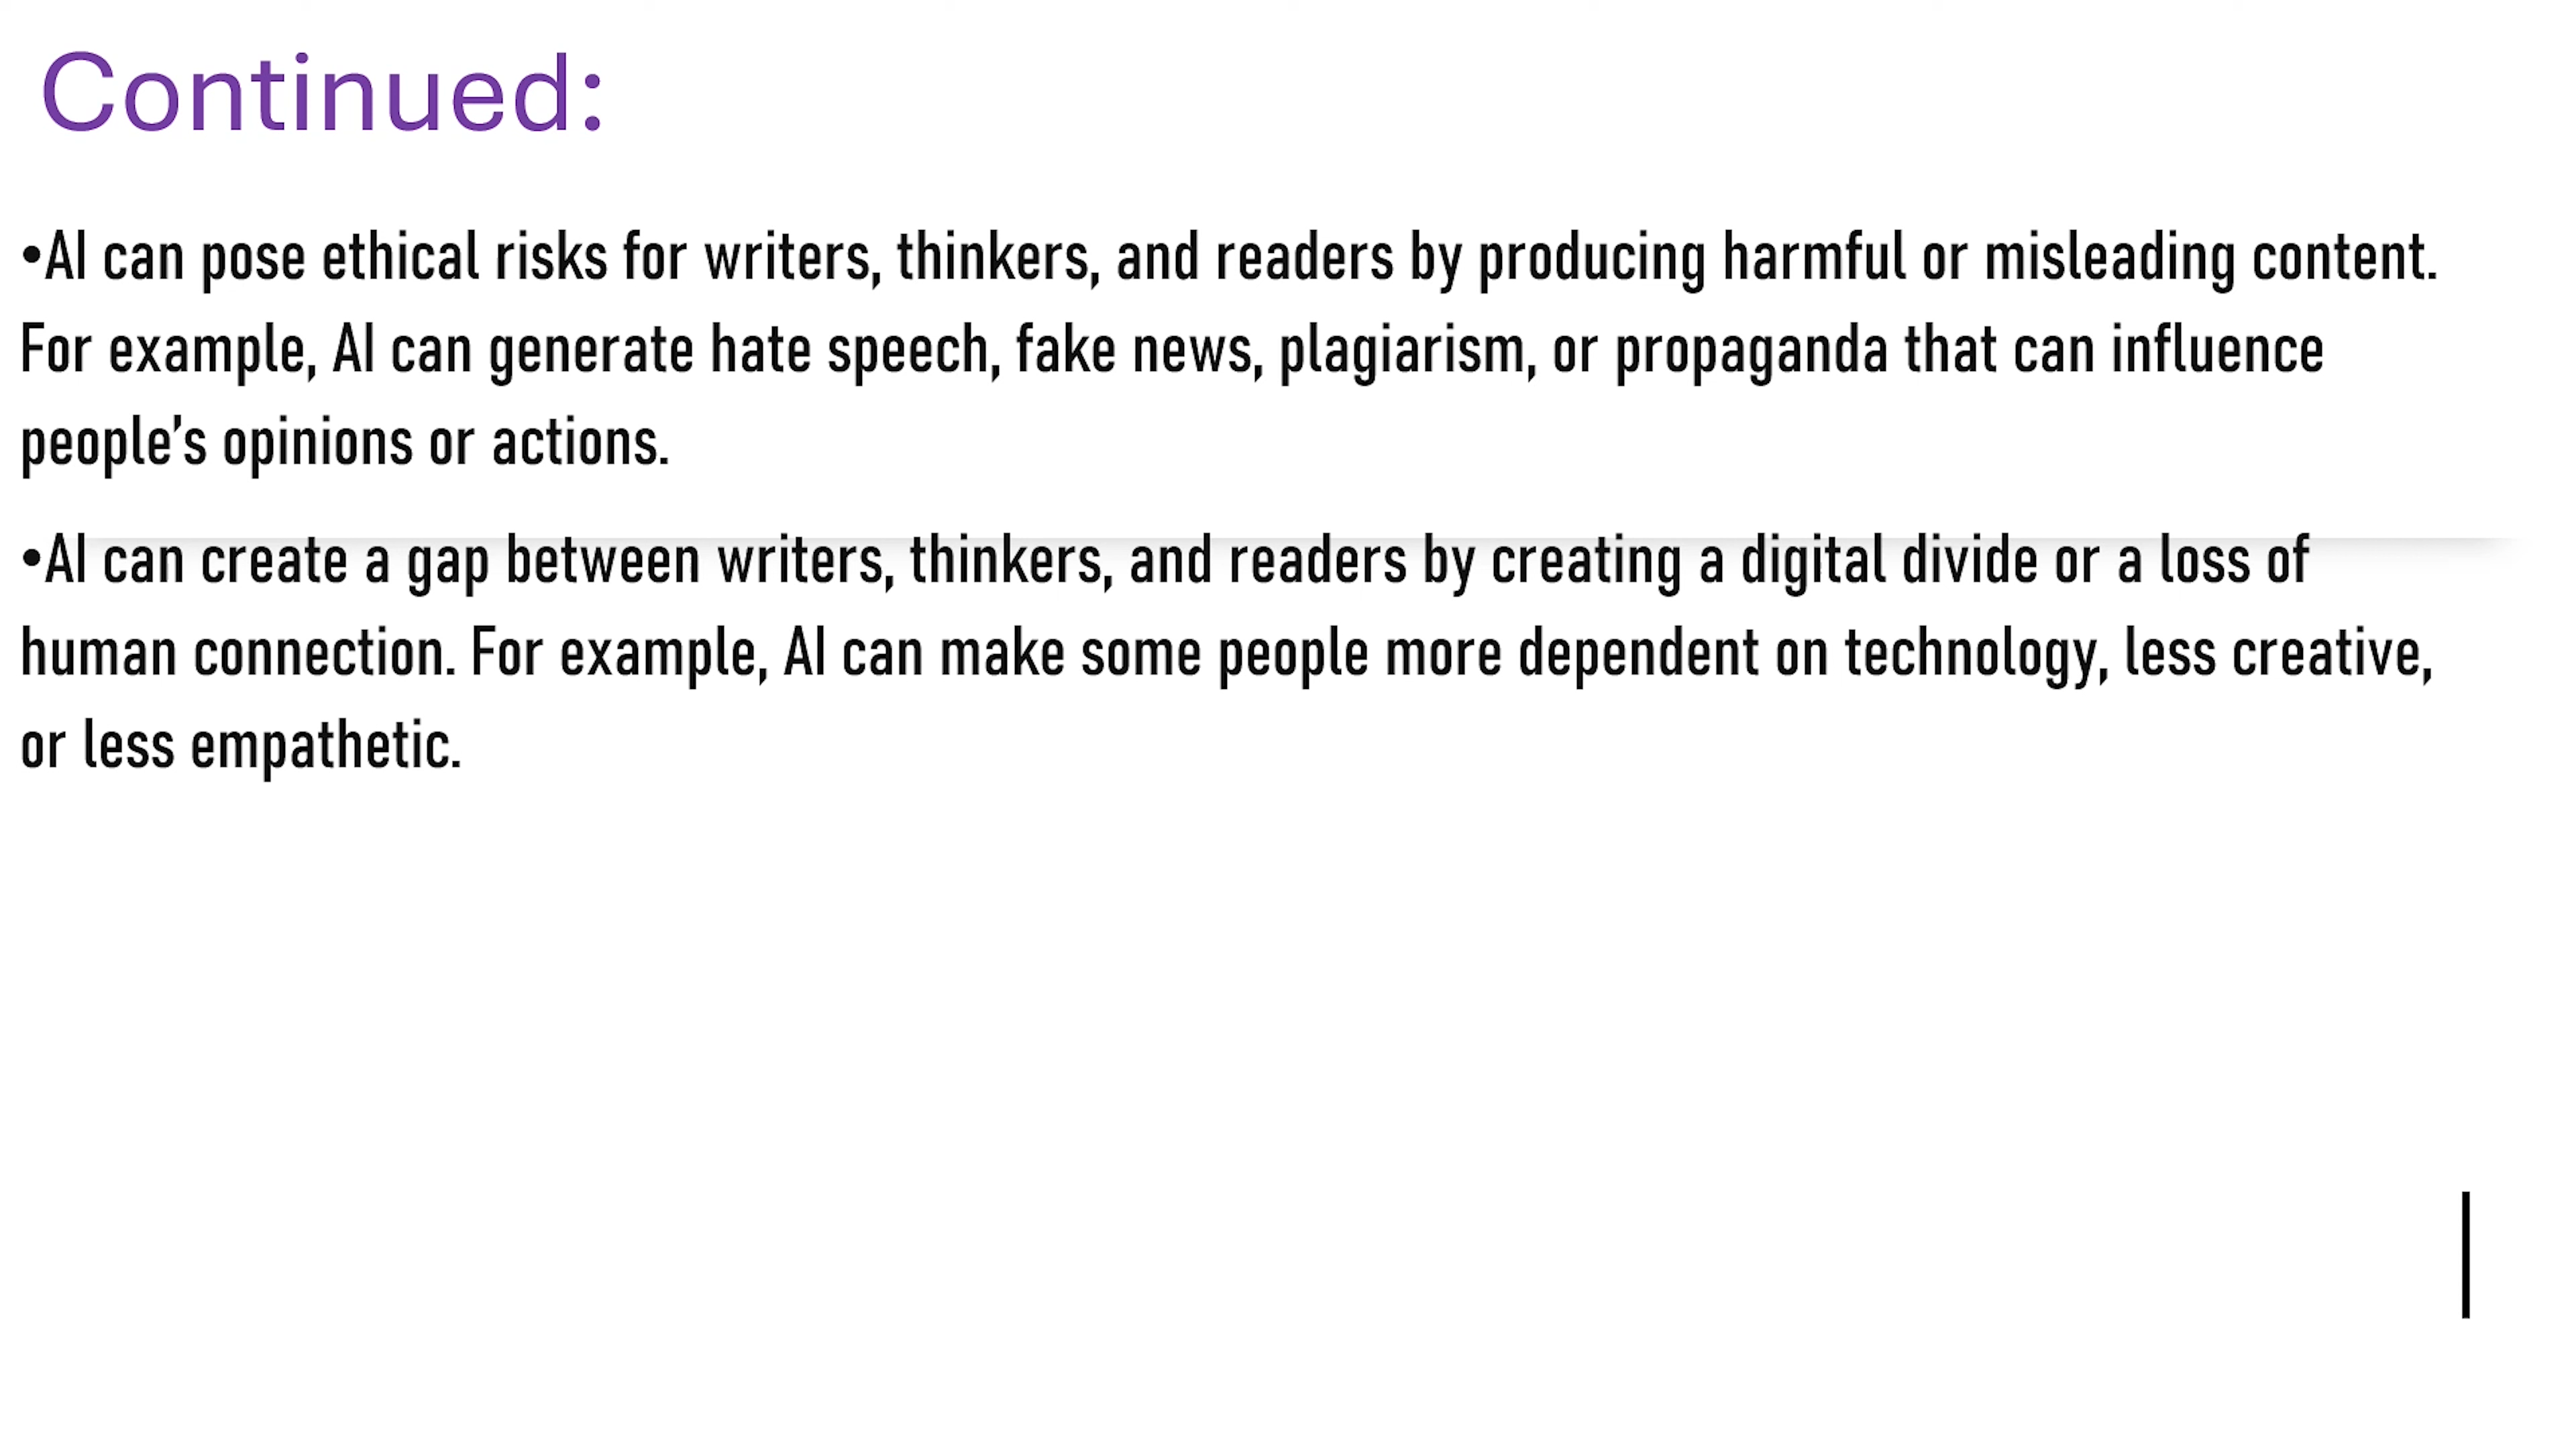 Continued:
•AI can pose ethical risks for writers, thinkers, and readers by producing harmful or misleading content.
For example, AI can generate hate speech, fake news, plagiarism, or propaganda that can influence
people’s opinions or actions.
•AI can create a gap between writers, thinkers, and readers by creating a digital divide or a loss of
human connection. For example, AI can make some people more dependent on technology, less creative,
or less empathetic.